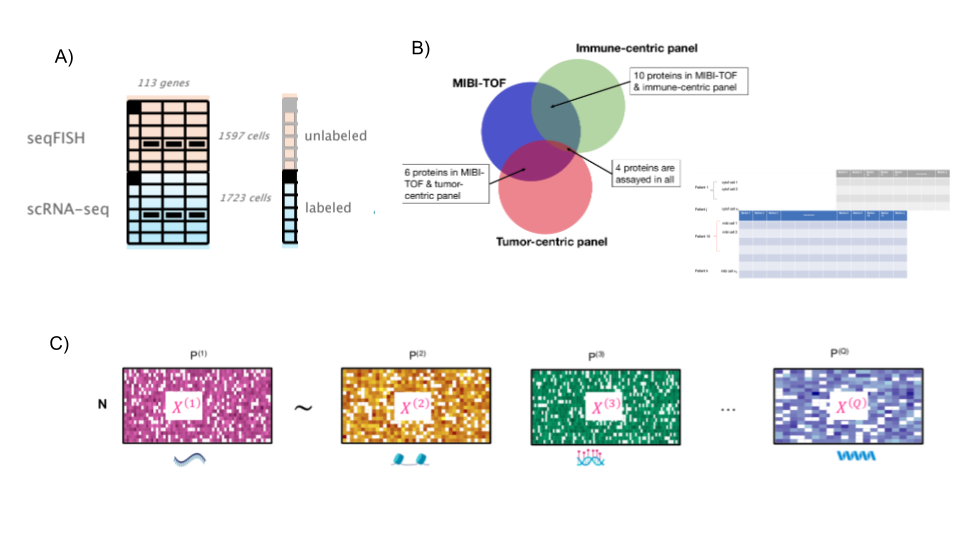 A)
113 genes
seqFISH
1597 cells
unlabeled
scRNA-seq
1723 cells
labeled
B)
Immune-centric panel
MIBI-TOF
10 proteins in MIBI-TOF
& immune-centric panel
6 proteins in MIBI-
TOF & tumor-
centric panel
4 proteins are
assayed in all
Tumor-centric panel
C)
P(1)
P(2)
P(3)
P(Q)
N
X(1)
~
X(2)
X(3)
...
X(Q)